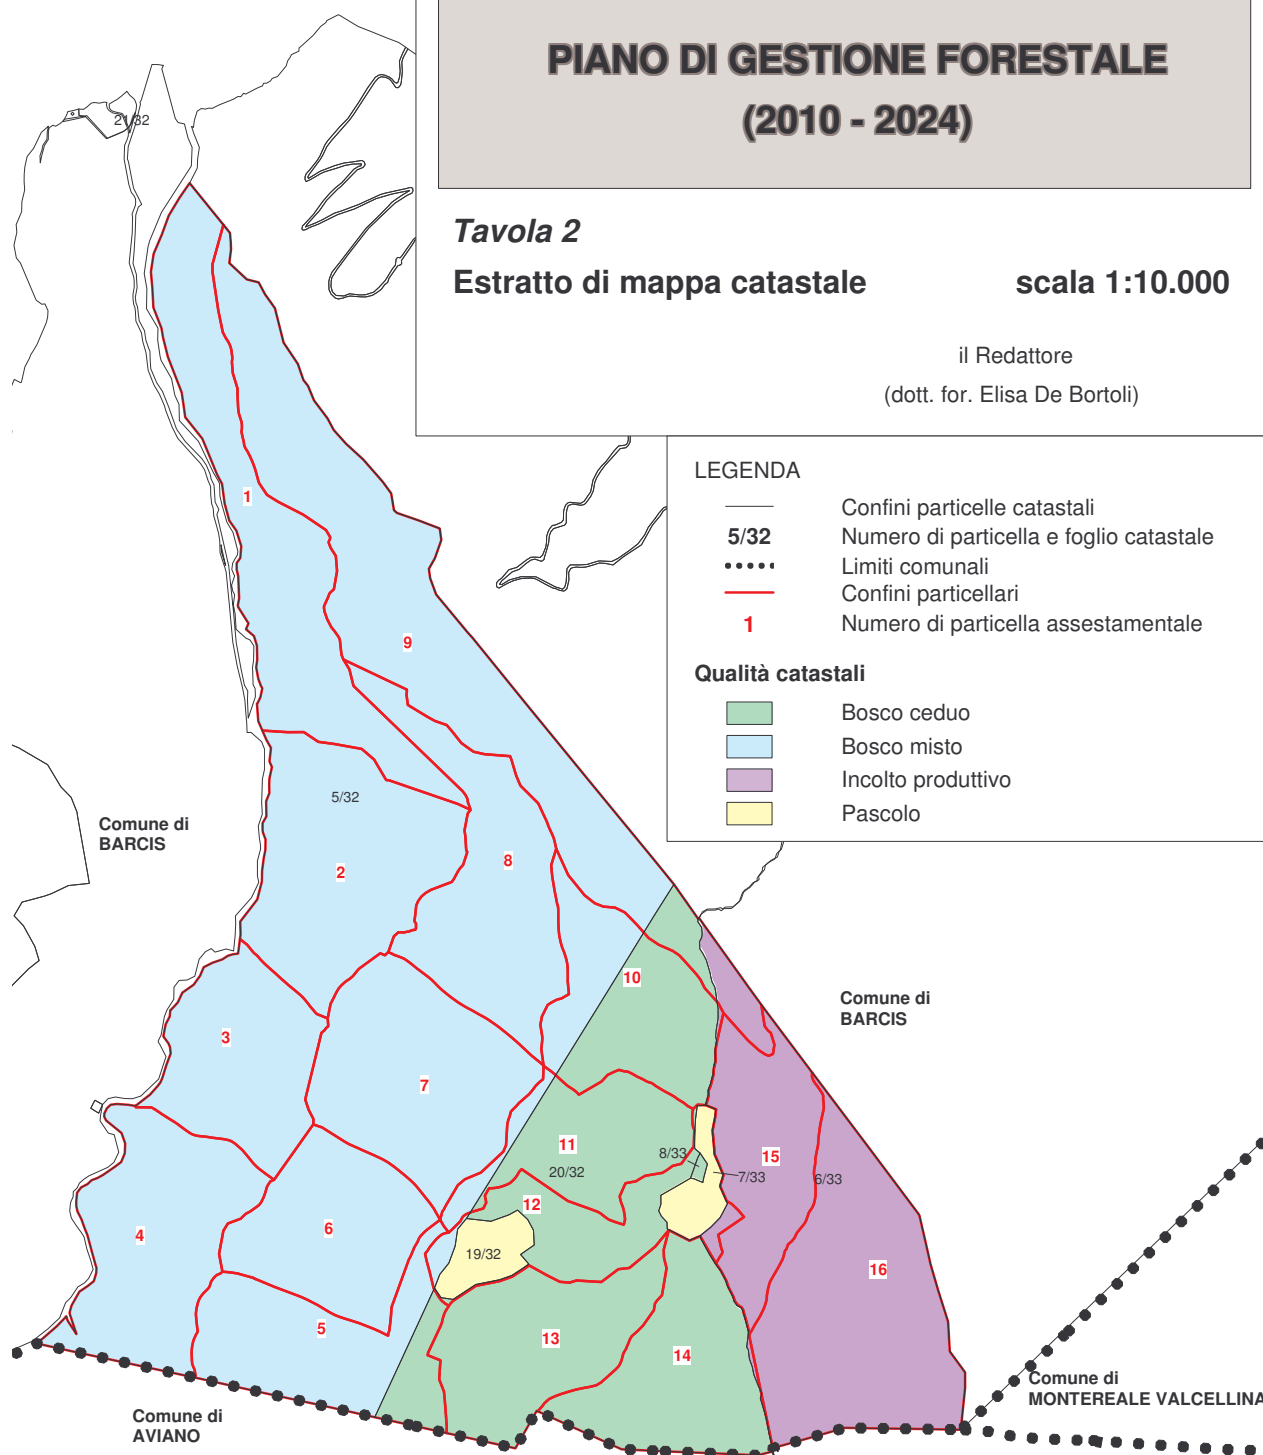 PIANO DI GESTIONE FORESTALE
(2010 - 2024)
Tavola 2
Estratto di mappa catastale scala 1:10.000
il Redattore
(dott. for. Elisa De Bortoli)
LEGENDA
Confini particelle catastali
5/32 Numero di particella e foglio catastale
Limiti comunali
Confini particellari
1 Numero di particella assestamentale
Qualità catastali
Bosco ceduo
Bosco misto
Incolto produttivo
Pascolo
21/32
1
9
5/32
Comune di
BARCIS
8
2
10
Comune di
BARCIS
3
7
11
8/33
15
20/32
7/33
6/33
12
4
6
19/32
16
5
13
14
Comune di
MONTEREALE VALCELLINA
Comune di
AVIANO